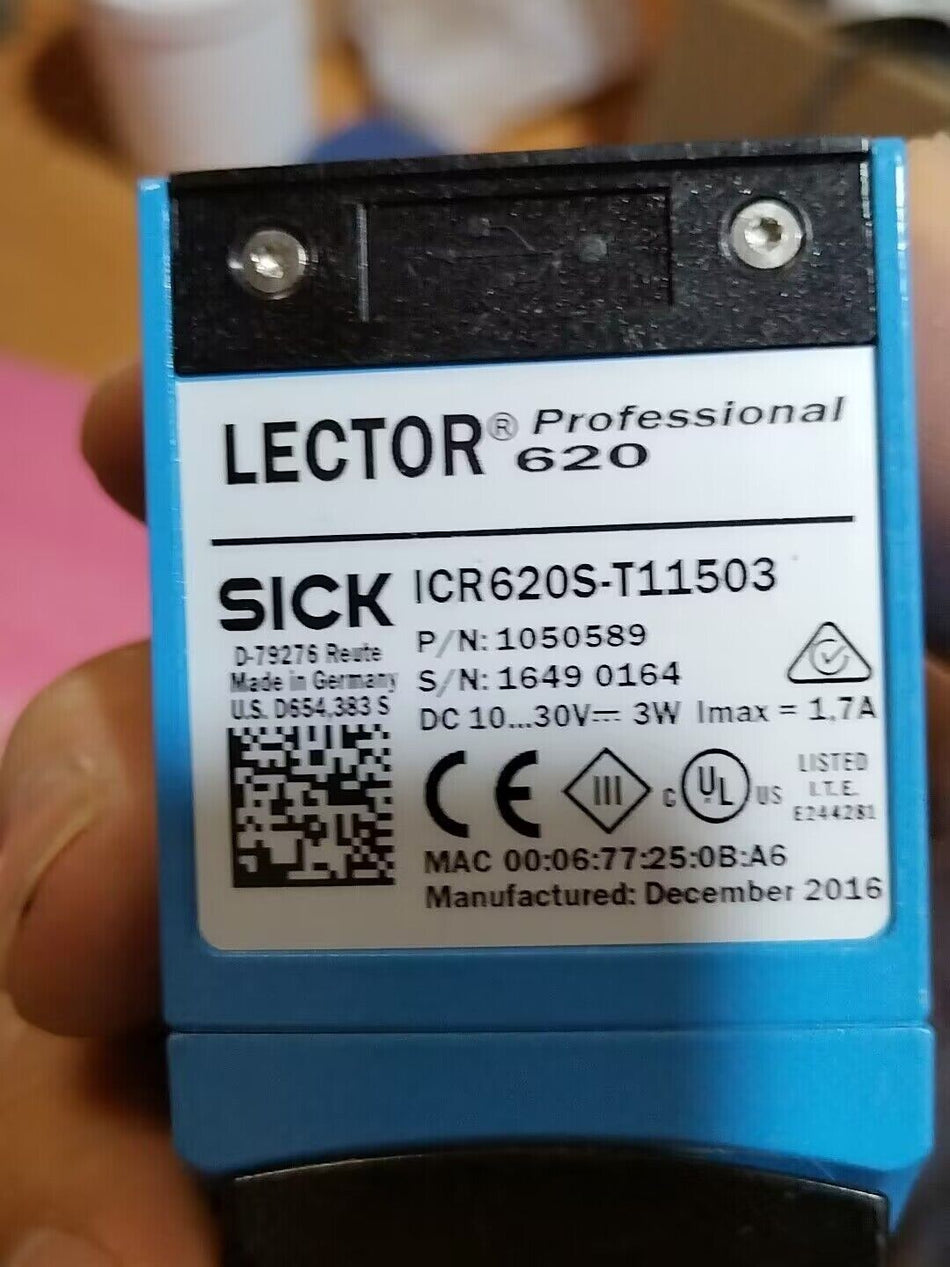 LECTOR® Professional
620
SICK
ICR620S-T11503
D-79276 Reute
Made in Germany
U.S. D654,383 S
P/N: 1050589
S/N: 1649 0164
DC 10...30V⎓ 3W Imax = 1,7A
CE
III
C UL US
LISTED
I.T.E.
E244281
MAC 00:06:77:25:0B:A6
Manufactured: December 2016